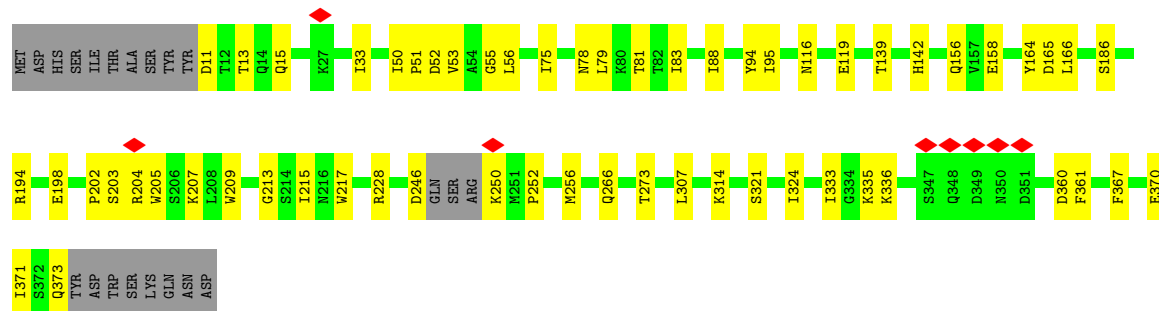 MET ASP HIS SER ILE THR ALA SER TYR TYR D11 T12 T13 Q14 Q15 K27 I33 I50 P51 D52 V53 A54 G55 L56 I75 N78 L79 K80 T81 T82 I83 I88 Y94 I95 N116 E119 T139 H142 Q156 V157 E158 Y164 D165 L166 S186
R194 E198 P202 S203 R204 W205 S206 K207 L208 W209 G213 S214 I215 N216 W217 R228 D246 GLN SER ARG K250 M251 P252 M256 Q266 T273 L307 K314 S321 I324 I333 G334 K335 K336 S347 Q348 D349 N350 D351 D360 F361 F367 E370
I371 S372 Q373 TYR ASP TRP SER LYS GLN ASN ASP